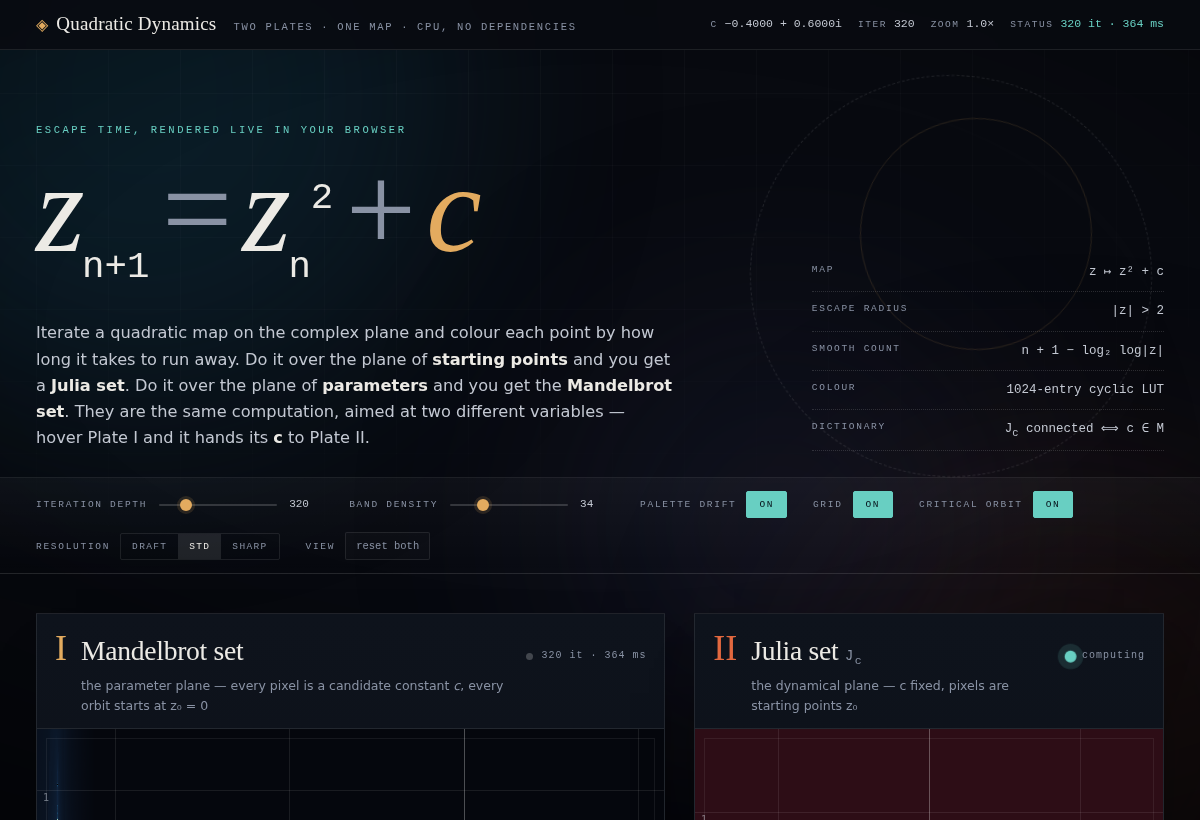 ◈ Quadratic Dynamics TWO PLATES · ONE MAP · CPU, NO DEPENDENCIES C −0.4000 + 0.6000i ITER 320 ZOOM 1.0× STATUS 320 it · 364 ms
ESCAPE TIME, RENDERED LIVE IN YOUR BROWSER
zn+1 = zn2 + c
Iterate a quadratic map on the complex plane and colour each point by how
long it takes to run away. Do it over the plane of starting points and you get
a Julia set. Do it over the plane of parameters and you get the Mandelbrot
set. They are the same computation, aimed at two different variables —
hover Plate I and it hands its c to Plate II.
MAP z ↦ z² + c
ESCAPE RADIUS |z| > 2
SMOOTH COUNT n + 1 − log₂ log|z|
COLOUR 1024-entry cyclic LUT
DICTIONARY Jc connected ⟺ c ∈ M
ITERATION DEPTH 320 BAND DENSITY 34 PALETTE DRIFT ON GRID ON CRITICAL ORBIT ON
RESOLUTION DRAFT STD SHARP VIEW reset both
I Mandelbrot set 320 it · 364 ms
the parameter plane — every pixel is a candidate constant c, every
orbit starts at z₀ = 0
1
II Julia set Jc computing
the dynamical plane — c fixed, pixels are
starting points z₀
1